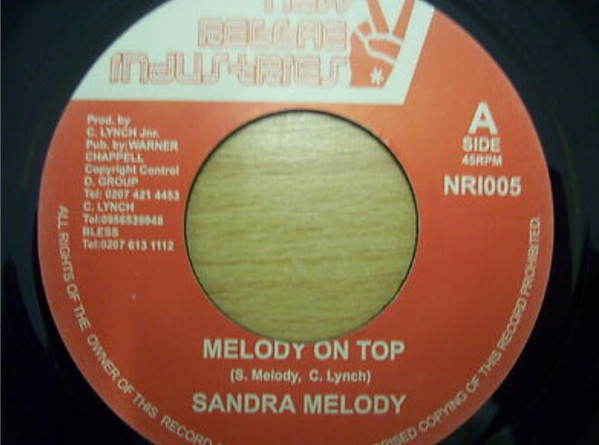 NEW
REGGAE
INDUSTRIES
Prod. by
C. LYNCH Jnr.
Pub. by:WARNER
CHAPPELL
Copyright Control
D. GROUP
Tel: 0207 421 4453
C. LYNCH
Tel:0956539948
BLESS
Tel:0207 613 1112
A
SIDE
45RPM
NRI005
MELODY ON TOP
(S. Melody, C. Lynch)
SANDRA MELODY
ALL RIGHTS OF THE OWNER OF THIS RECORD
COPYING OF THIS RECORD PROHIBITED.